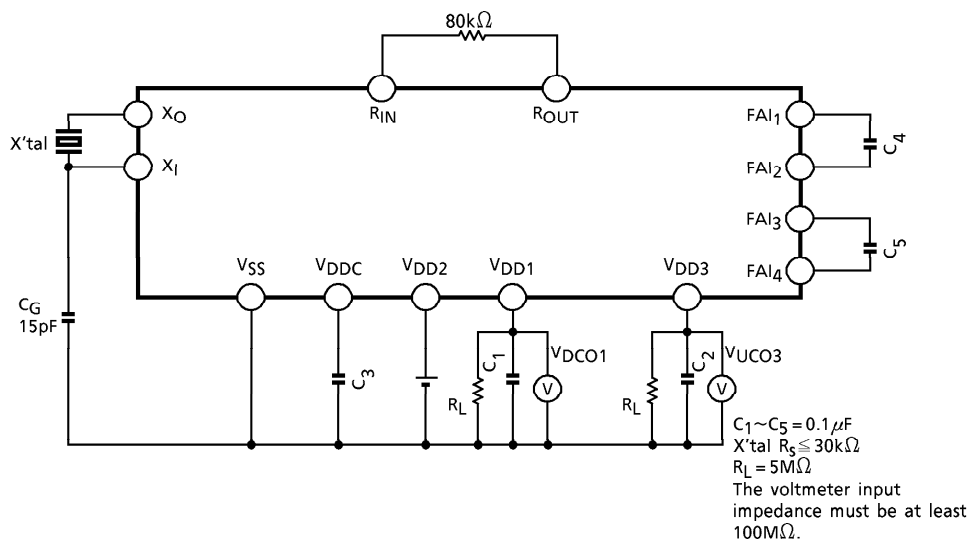 80kΩ
XO
RIN
ROUT
FAI1
X'tal
XI
FAI2
C4
FAI3
C5
FAI4
VSS
VDDC
VDD2
VDD1
VDD3
CG
15pF
C3
RL
C1
VDCO1
V
RL
C2
VUCO3
V
C1~C5=0.1μF
X'tal RS≦30kΩ
RL=5MΩ
The voltmeter input
impedance must be at least
100MΩ.